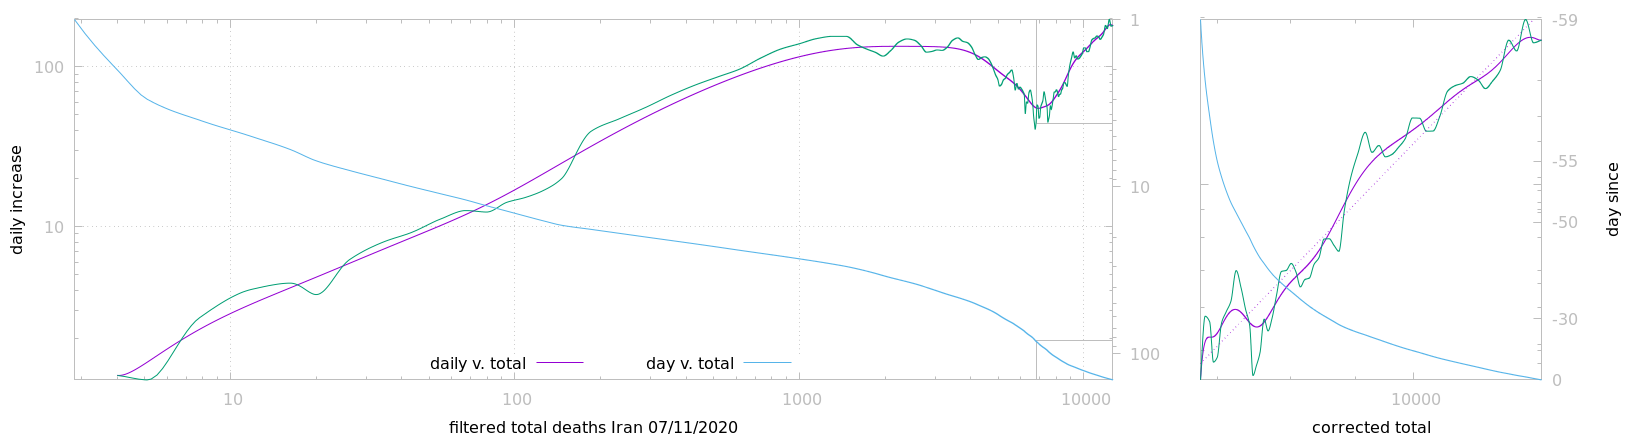 100
10
daily increase
1
10
100
daily v. total
day v. total
10
100
1000
10000
filtered total deaths Iran 07/11/2020
-59
-55
-50
-30
0
day since
10000
corrected total